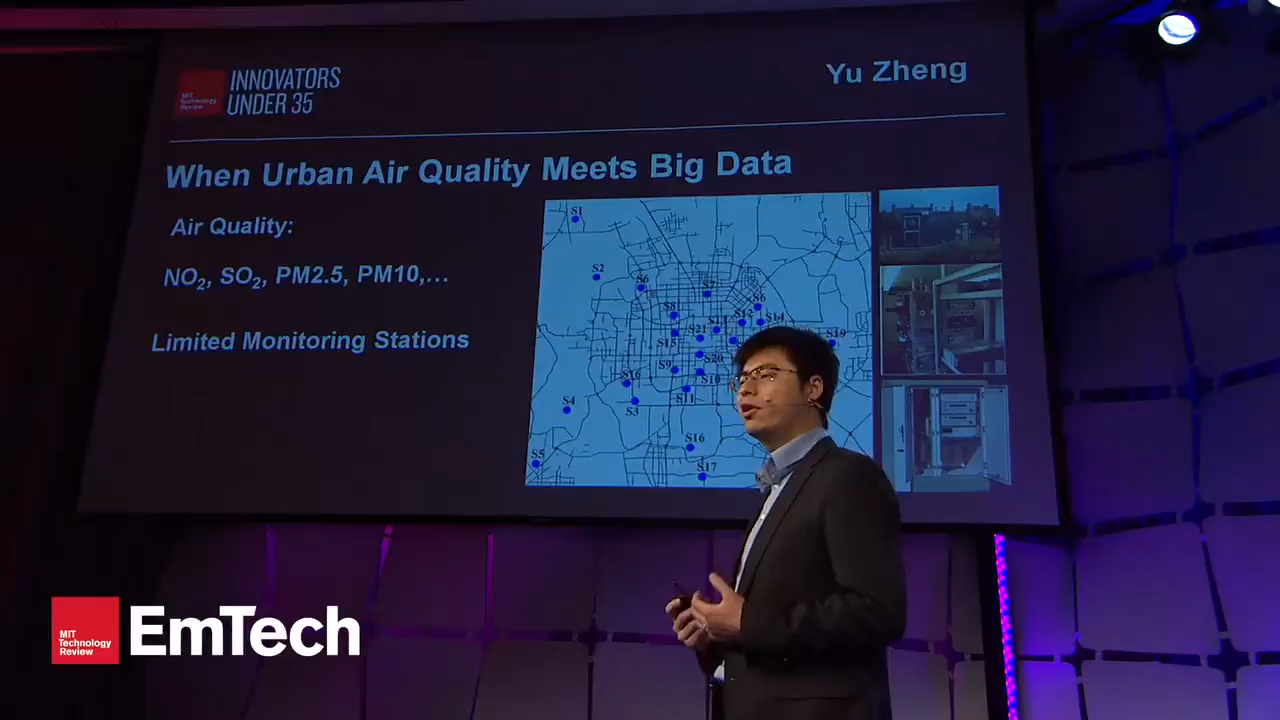 MIT
Technology
Review
INNOVATORS
UNDER 35
Yu Zheng
When Urban Air Quality Meets Big Data
Air Quality:
NO2, SO2, PM2.5, PM10,...
Limited Monitoring Stations
S1
S2
S6
S7
S6
S8
S12
S14
S21
S15
S19
S9
S20
S16
S10
S11
S4
S3
S16
S5
S17
MIT
Technology
Review
EmTech